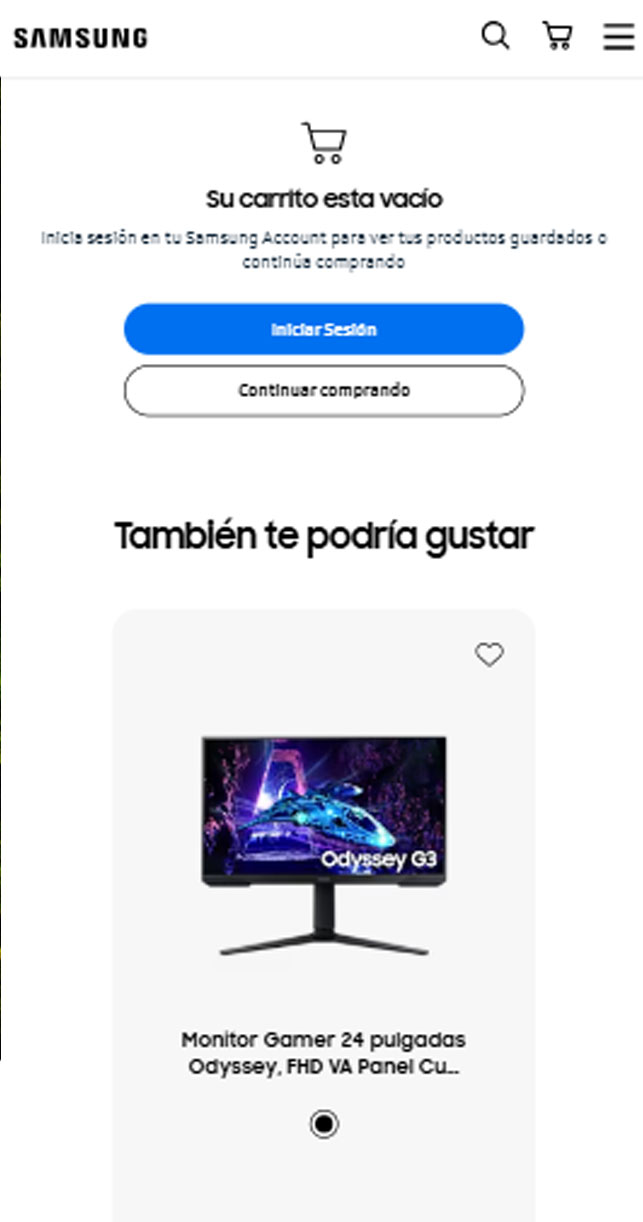 SAMSUNG
Su carrito esta vacío
Inicia sesión en tu Samsung Account para ver tus productos guardados o
continúa comprando
Iniciar Sesión
Continuar comprando
También te podría gustar
Odyssey G3
Monitor Gamer 24 pulgadas
Odyssey, FHD VA Panel Cu...